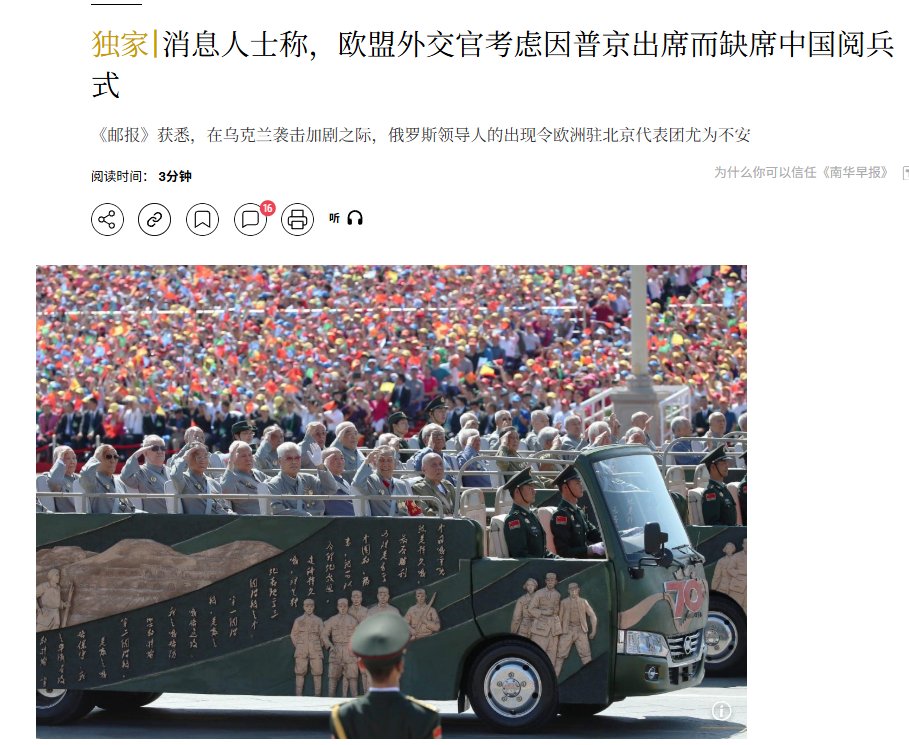 独家|消息人士称，欧盟外交官考虑因普京出席而缺席中国阅兵
式
《邮报》获悉，在乌克兰袭击加剧之际，俄罗斯领导人的出现令欧洲驻北京代表团尤为不安
阅读时间： 3分钟
为什么你可以信任《南华早报》
16
听
70